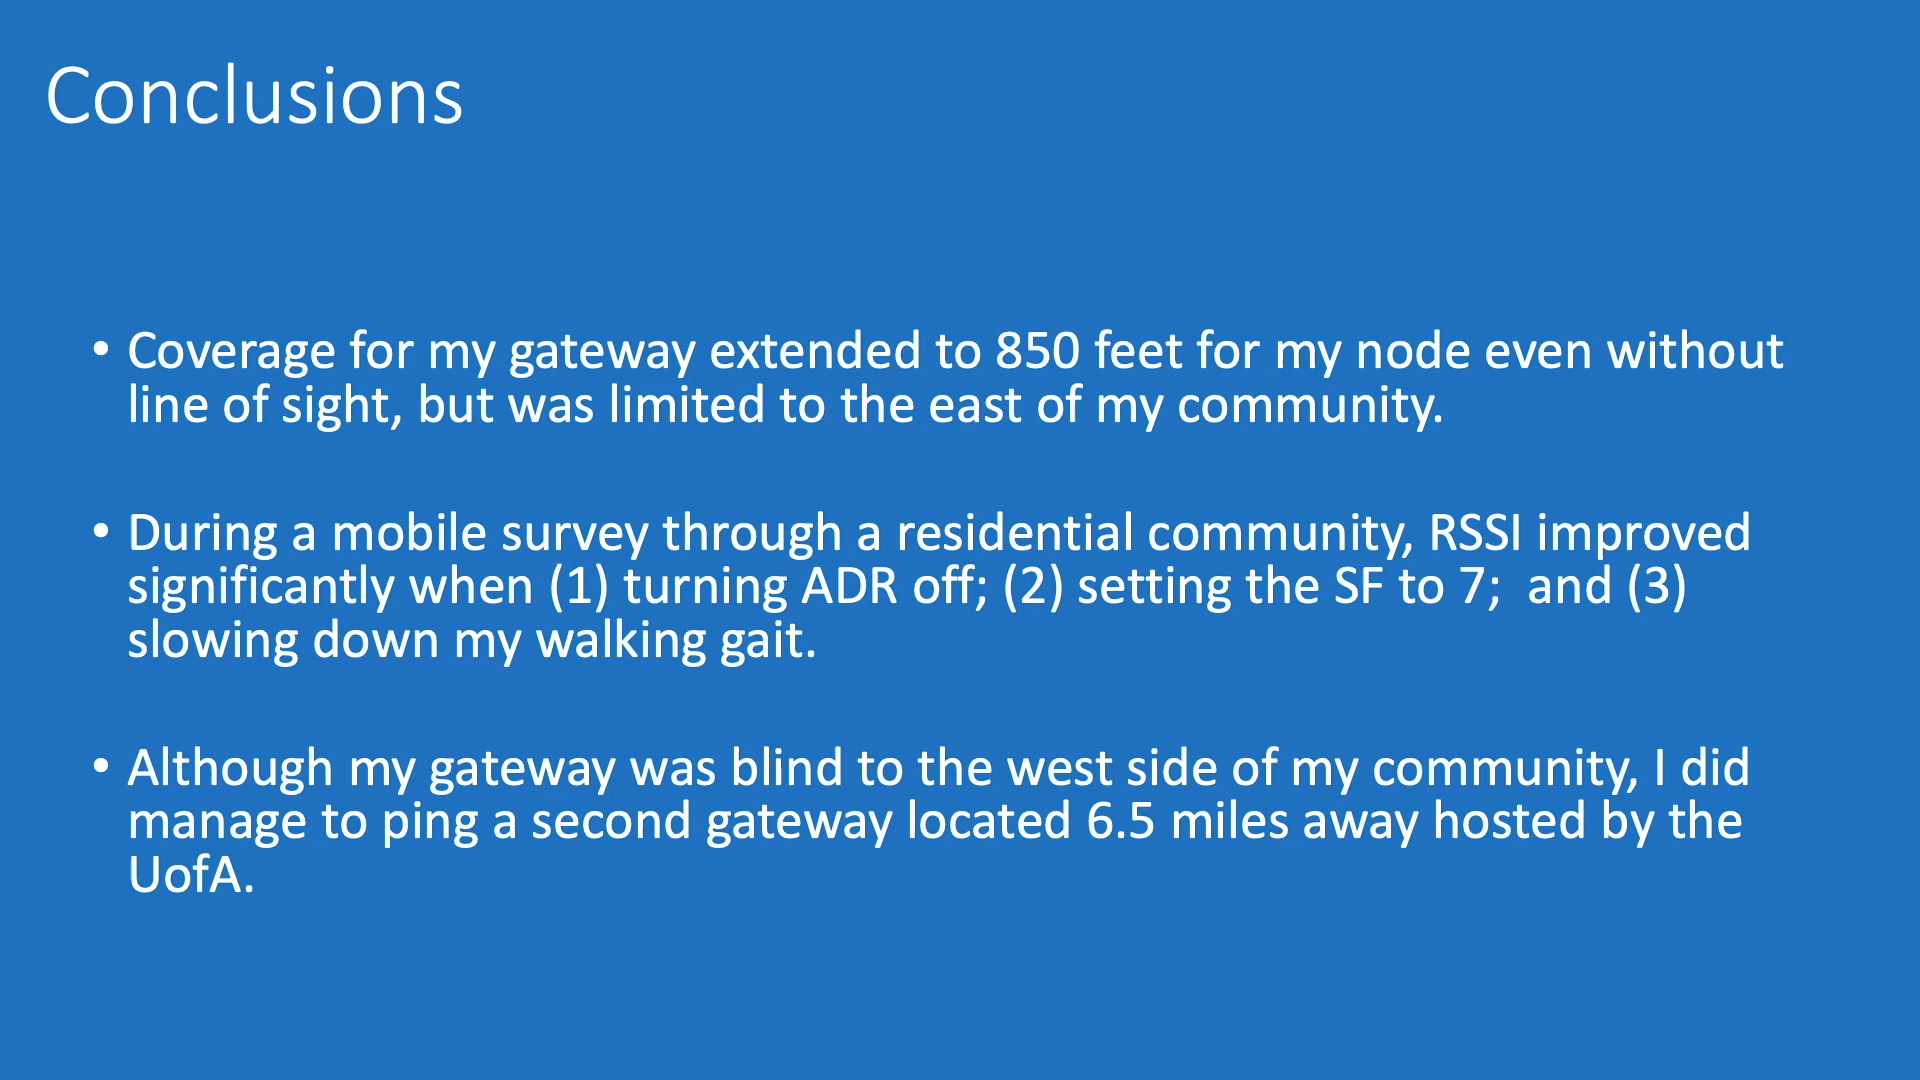 Conclusions
• Coverage for my gateway extended to 850 feet for my node even without
line of sight, but was limited to the east of my community.
• During a mobile survey through a residential community, RSSI improved
significantly when (1) turning ADR off; (2) setting the SF to 7;  and (3)
slowing down my walking gait.
• Although my gateway was blind to the west side of my community, I did
manage to ping a second gateway located 6.5 miles away hosted by the
UofA.